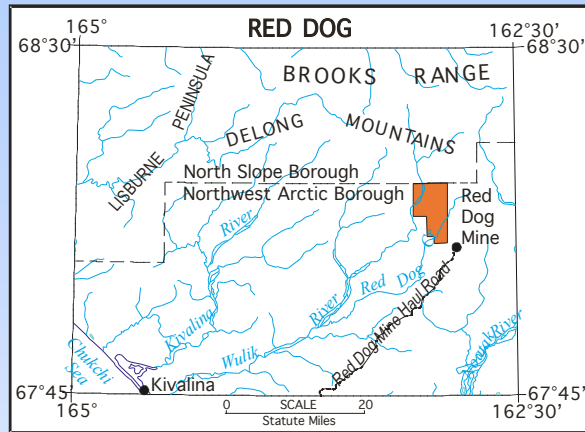 RED DOG
165° 162°30'
68°30' 68°30'
BROOKS RANGE
LISBURNE PENINSULA
DELONG MOUNTAINS
North Slope Borough
Northwest Arctic Borough
Red
Dog
Mine
River
Kivalina
River
Red Dog
Wulik
Red Dog Mine Haul Road
River
Chukchi
Sea
Kivalina
67°45' 67°45'
165° 162°30'
0 SCALE 20
Statute Miles